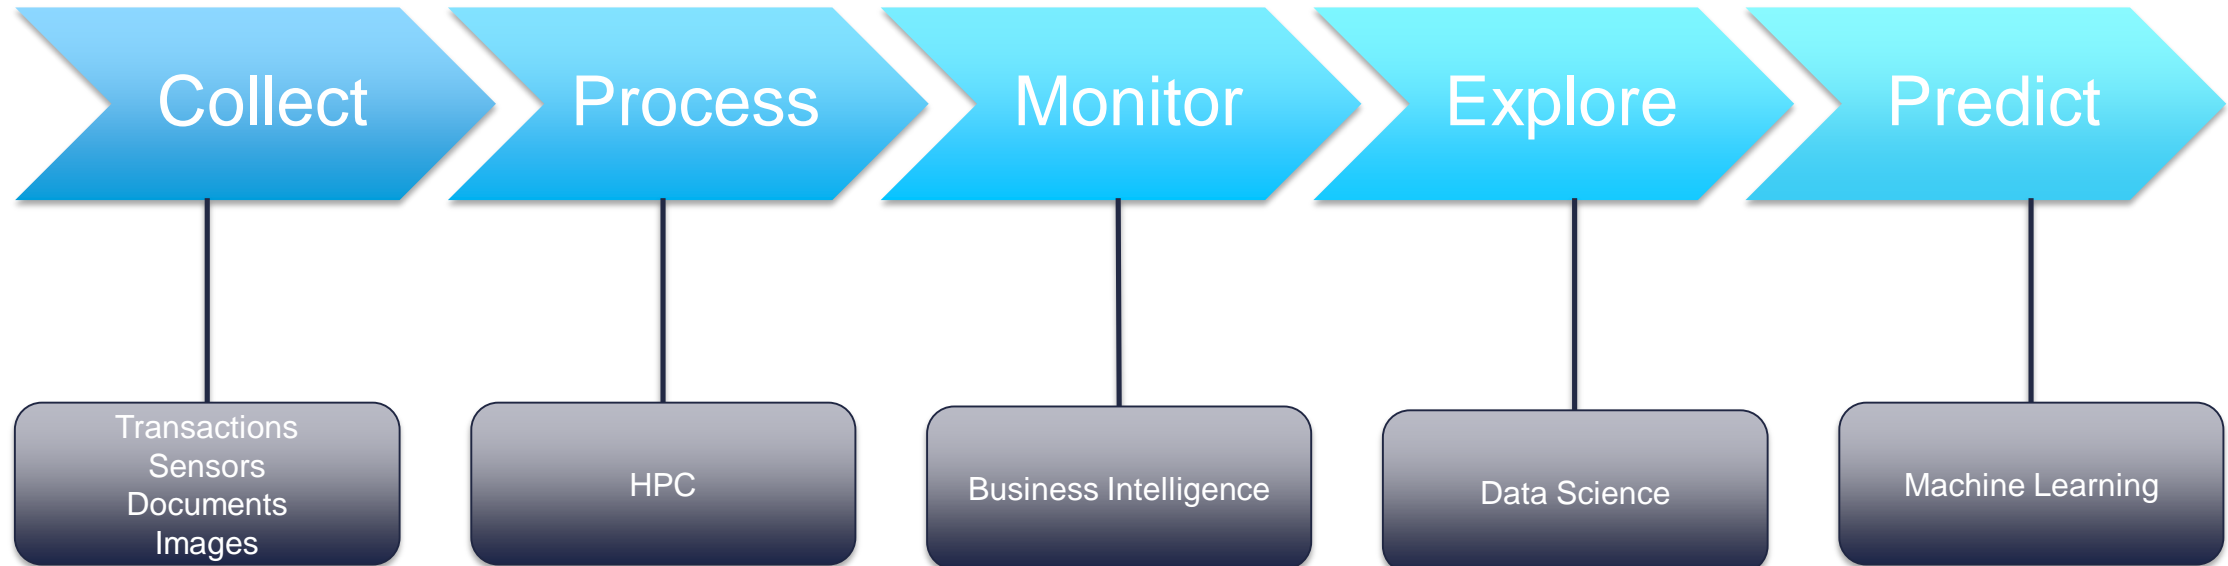 Collect
Process
Monitor
Explore
Predict
Transactions
Sensors
Documents
Images
HPC
Business Intelligence
Data Science
Machine Learning